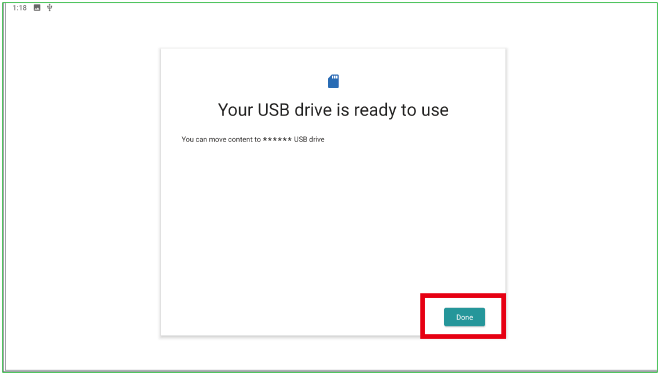 1:18
Your USB drive is ready to use
You can move content to ****** USB drive
Done